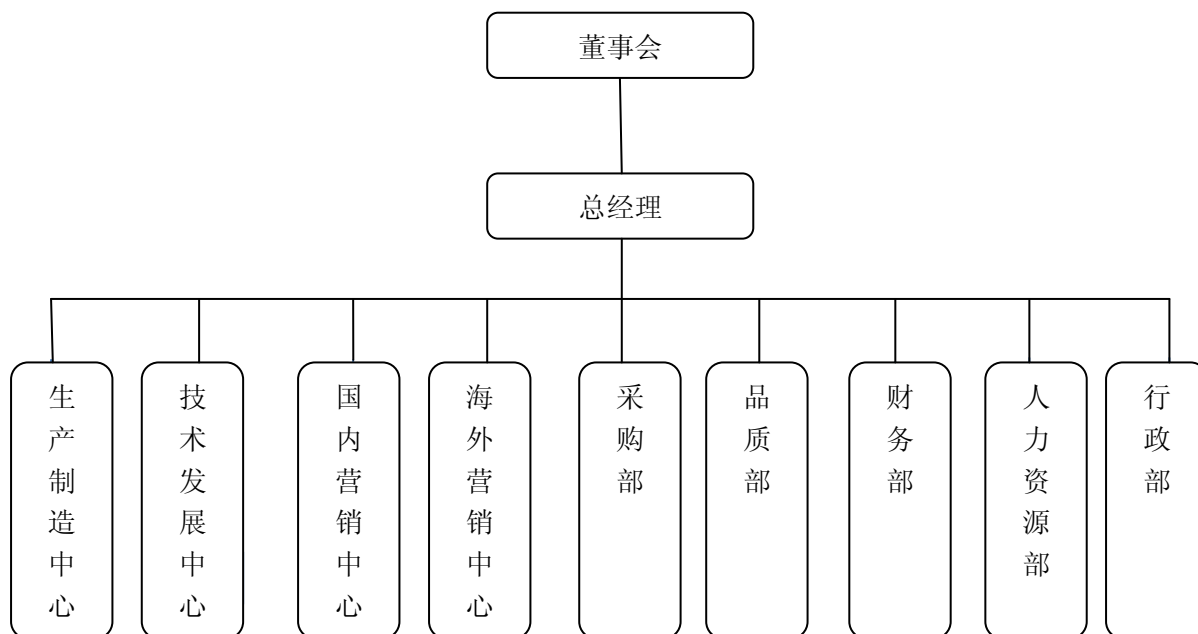 董事会
总经理
生产制造中心
技术发展中心
国内营销中心
海外营销中心
采购部
品质部
财务部
人力资源部
行政部